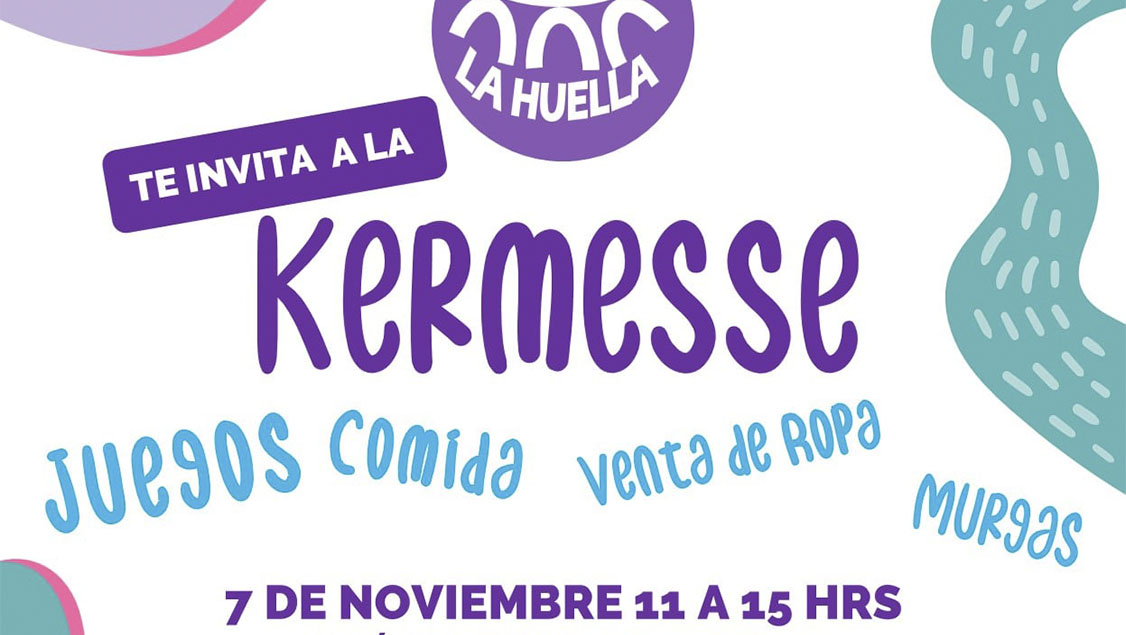 LA HUELLA
TE INVITA A LA
KERMESSE
JUEGOS COMIDA VENTA DE ROPA MURGAS
7 DE NOVIEMBRE 11 A 15 HRS